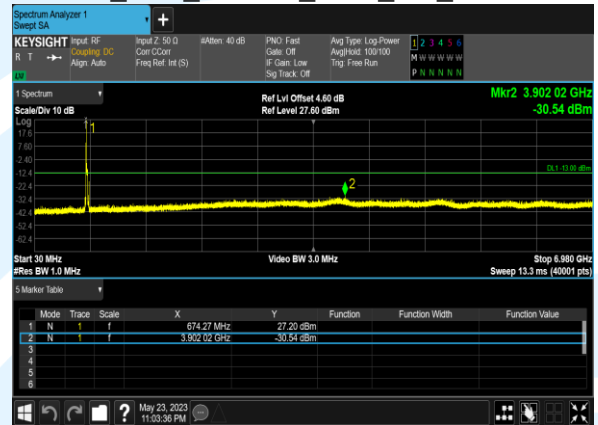 Spectrum Analyzer 1
Swept SA
+
KEYSIGHT
R T
LXI
Input: RF
Coupling: DC
Align: Auto
Input Z: 50 Ω
Corr CCorr
Freq Ref: Int (S)
#Atten: 40 dB
PNO: Fast
Gate: Off
IF Gain: Low
Sig Track: Off
Avg Type: Log-Power
Avg|Hold: 100/100
Trig: Free Run
1 2 3 4 5 6
M W W W W W
P N N N N N
1 Spectrum
Scale/Div 10 dB
Ref Lvl Offset 4.60 dB
Ref Level 27.60 dBm
Mkr2 3.902 02 GHz
-30.54 dBm
Log
17.6
7.60
-2.40
-12.4
-22.4
-32.4
-42.4
-52.4
-62.4
1
2
DL1 -13.00 dBm
Start 30 MHz
#Res BW 1.0 MHz
Video BW 3.0 MHz
Stop 6.980 GHz
Sweep 13.3 ms (40001 pts)
5 Marker Table
Mode Trace Scale X Y Function Function Width Function Value
1 N 1 f 674.27 MHz 27.20 dBm
2 N 1 f 3.902 02 GHz -30.54 dBm
3
4
5
6
?
May 23, 2023
11:03:36 PM